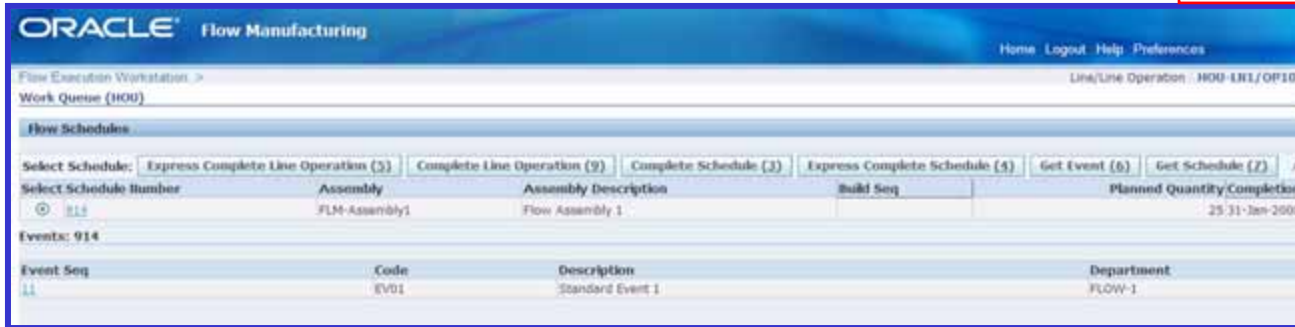 ORACLE Flow Manufacturing
Home Logout Help Preferences
Flow Execution Workstation > Line/Line Operation HOU-LN1/OP10
Work Queue (HOU)
Flow Schedules
Select Schedule: Express Complete Line Operation (5) Complete Line Operation (9) Complete Schedule (3) Express Complete Schedule (4) Get Event (6) Get Schedule (7)
Select Schedule Number Assembly Assembly Description Build Seq Planned Quantity Completion
914 FLM-Assembly1 Flow Assembly 1 25 31-Jan-200
Events: 914
Event Seq Code Description Department
11 EV01 Standard Event 1 FLOW-1